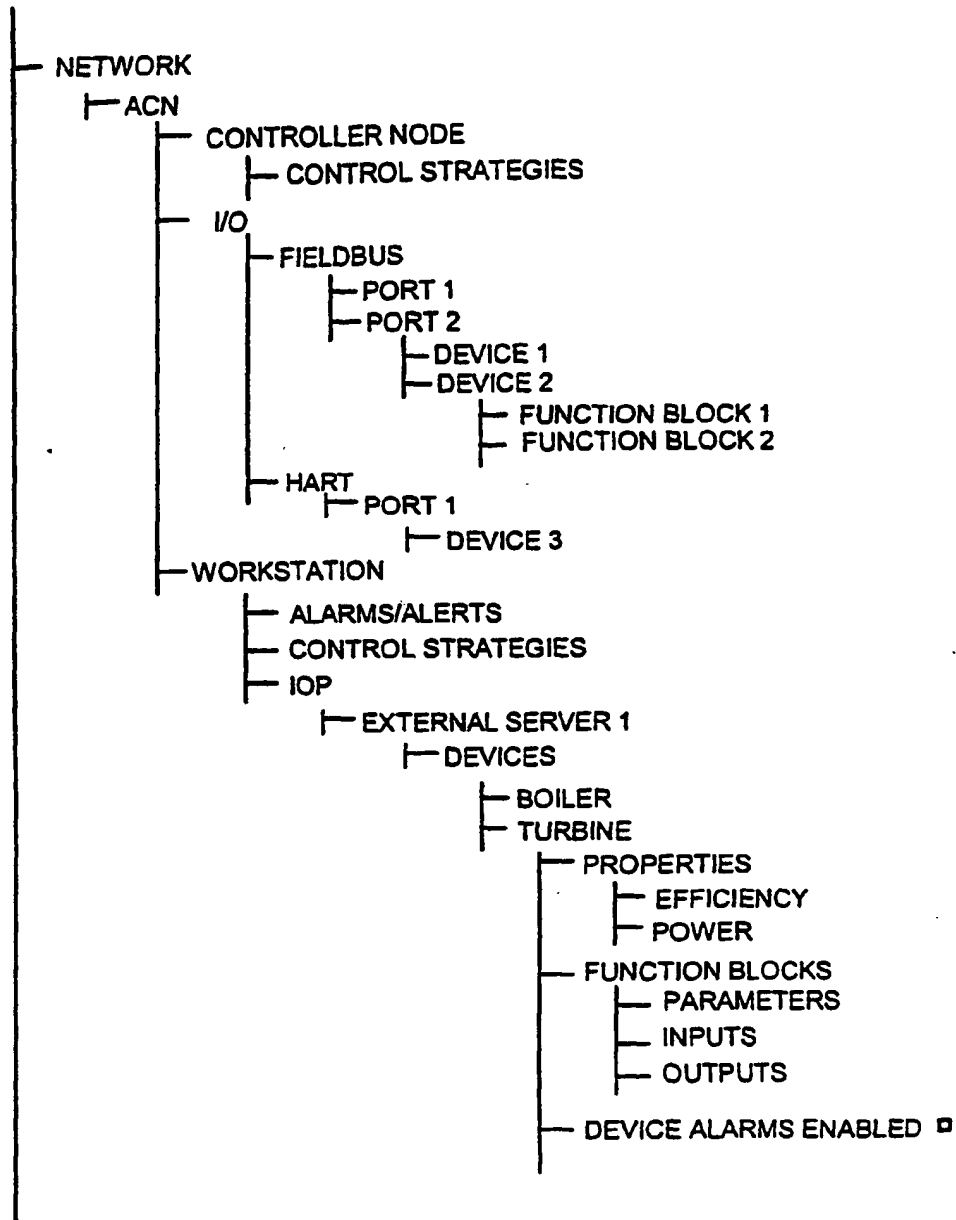 NETWORK
ACN
CONTROLLER NODE
CONTROL STRATEGIES
I/O
FIELDBUS
PORT 1
PORT 2
DEVICE 1
DEVICE 2
FUNCTION BLOCK 1
FUNCTION BLOCK 2
HART
PORT 1
DEVICE 3
WORKSTATION
ALARMS/ALERTS
CONTROL STRATEGIES
IOP
EXTERNAL SERVER 1
DEVICES
BOILER
TURBINE
PROPERTIES
EFFICIENCY
POWER
FUNCTION BLOCKS
PARAMETERS
INPUTS
OUTPUTS
DEVICE ALARMS ENABLED